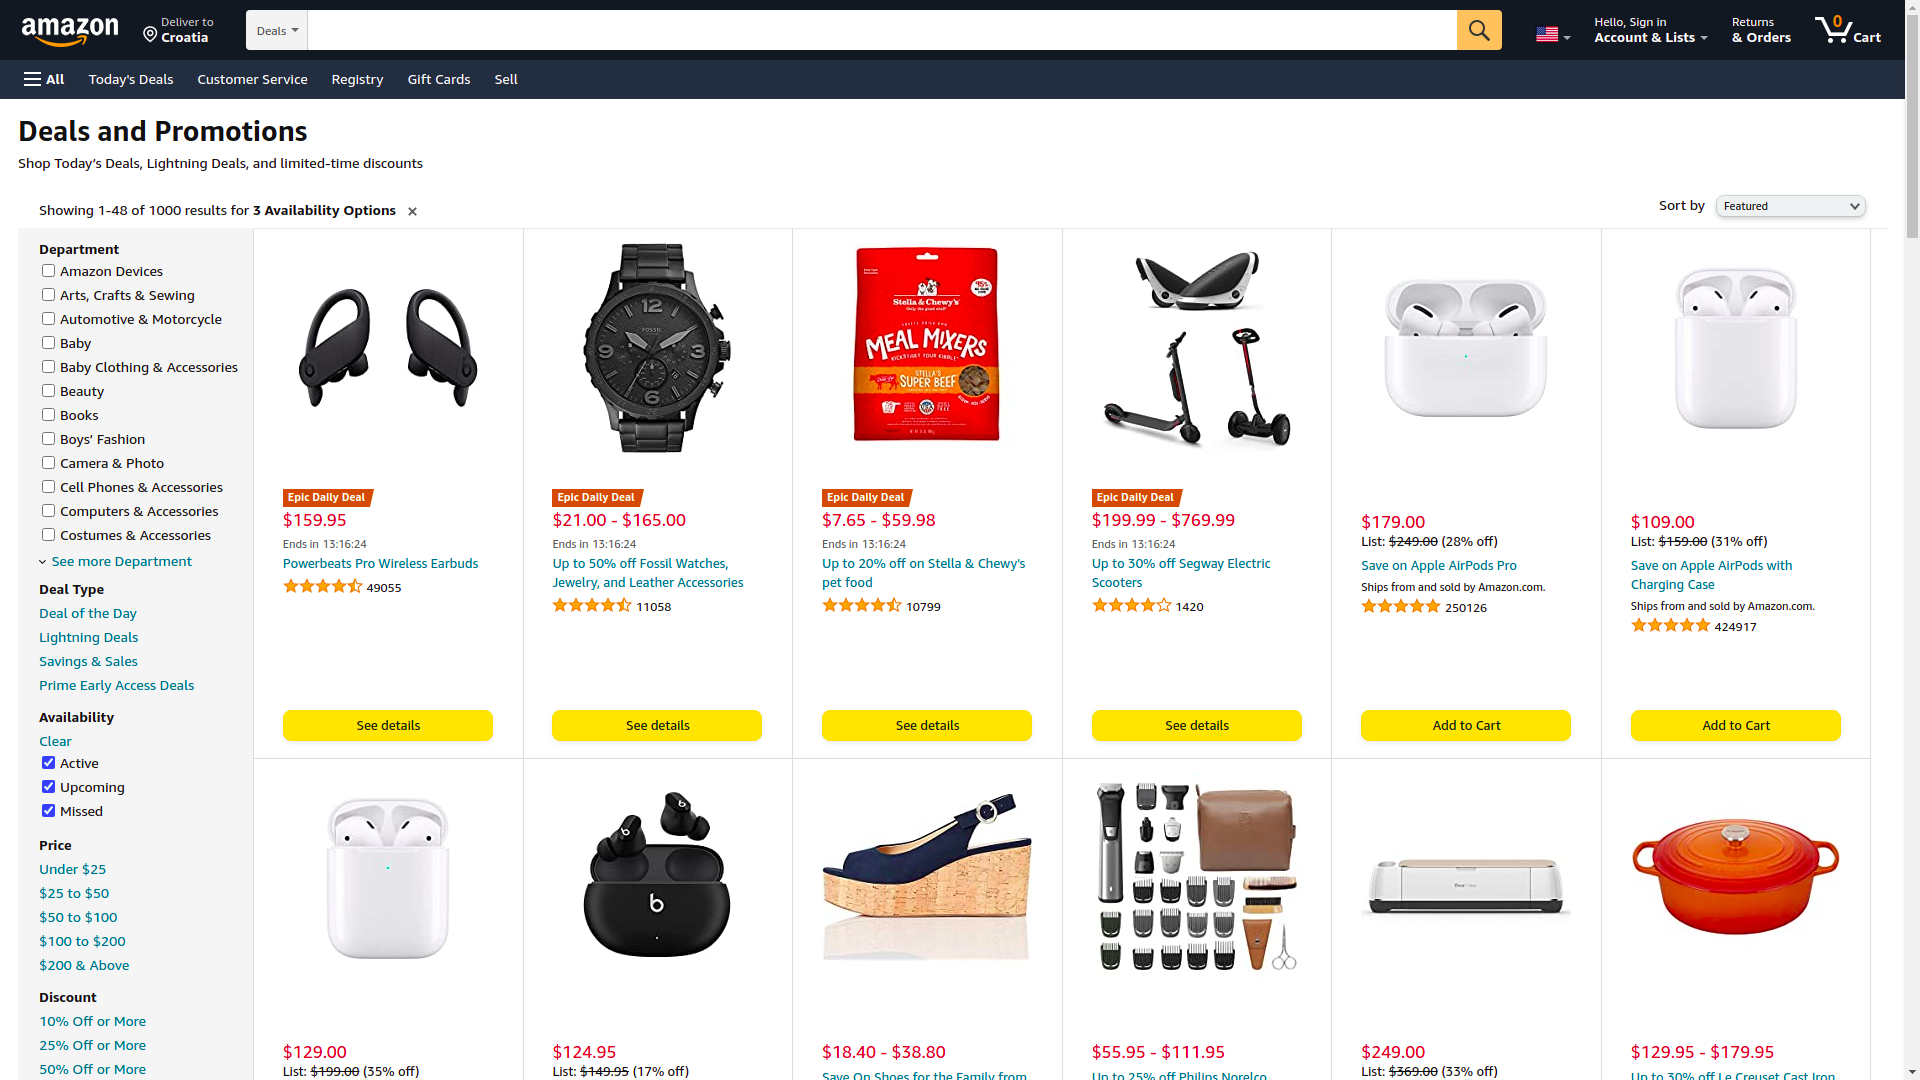 amazon
Deliver to
Croatia
Deals
Hello, Sign in
Account & Lists
Returns
& Orders
0
Cart
All
Today's Deals
Customer Service
Registry
Gift Cards
Sell
Deals and Promotions
Shop Today’s Deals, Lightning Deals, and limited-time discounts
Showing 1-48 of 1000 results for 3 Availability Options
Sort by
Featured
Department
Amazon Devices
Arts, Crafts & Sewing
Automotive & Motorcycle
Baby
Baby Clothing & Accessories
Beauty
Books
Boys’ Fashion
Camera & Photo
Cell Phones & Accessories
Computers & Accessories
Costumes & Accessories
See more Department
Deal Type
Deal of the Day
Lightning Deals
Savings & Sales
Prime Early Access Deals
Availability
Clear
Active
Upcoming
Missed
Price
Under $25
$25 to $50
$50 to $100
$100 to $200
$200 & Above
Discount
10% Off or More
25% Off or More
50% Off or More
Epic Daily Deal
$159.95
Ends in 13:16:24
Powerbeats Pro Wireless Earbuds
49055
See details
12
FOSSIL
9
3
6
Epic Daily Deal
$21.00 - $165.00
Ends in 13:16:24
Up to 50% off Fossil Watches,
Jewelry, and Leather Accessories
11058
See details
Stella & Chewy's
MEAL MIXERS
KICKSTART YOUR KIBBLE
STELLA'S
SUPER BEEF
Epic Daily Deal
$7.65 - $59.98
Ends in 13:16:24
Up to 20% off on Stella & Chewy's
pet food
10799
See details
Epic Daily Deal
$199.99 - $769.99
Ends in 13:16:24
Up to 30% off Segway Electric
Scooters
1420
See details
$179.00
List: $249.00 (28% off)
Save on Apple AirPods Pro
Ships from and sold by Amazon.com.
250126
Add to Cart
$109.00
List: $159.00 (31% off)
Save on Apple AirPods with
Charging Case
Ships from and sold by Amazon.com.
424917
Add to Cart
$129.00
List: $199.00 (35% off)
$124.95
List: $149.95 (17% off)
$18.40 - $38.80
Save On Shoes for the Family from
$55.95 - $111.95
Up to 25% off Philips Norelco
$249.00
List: $369.00 (33% off)
$129.95 - $179.95
Up to 30% off Le Creuset Cast Iron